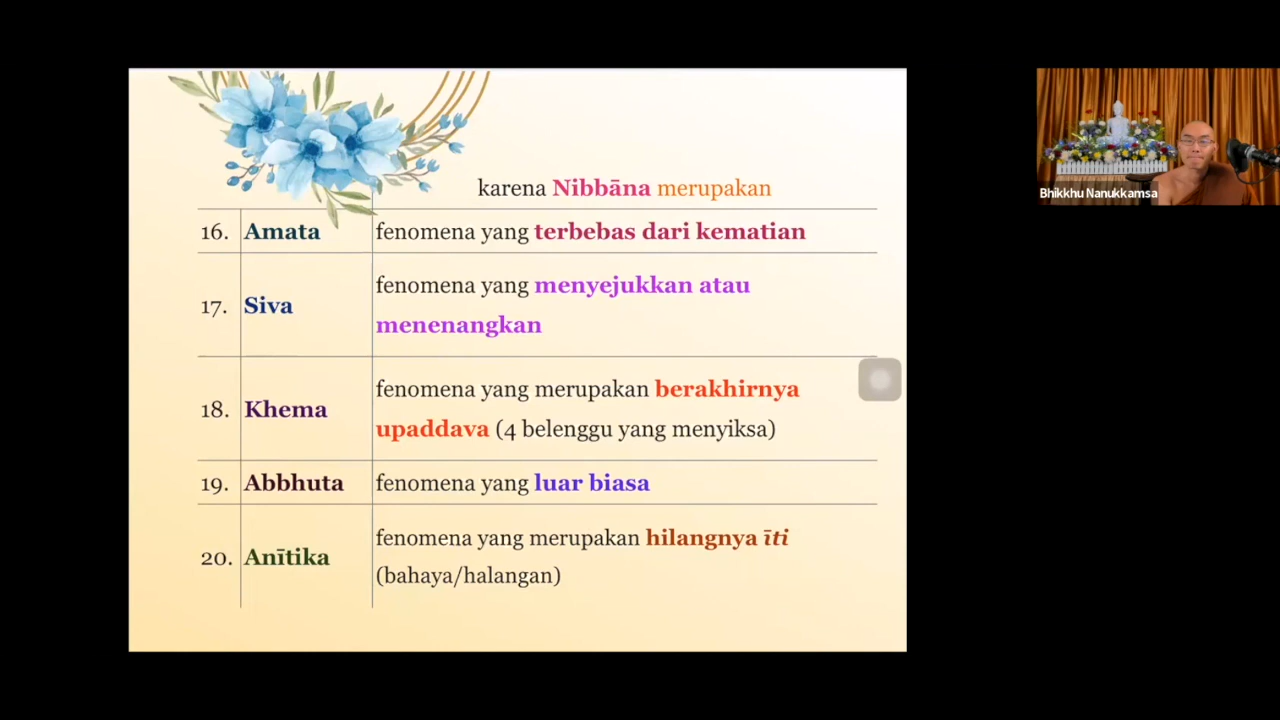 karena Nibbāna merupakan
16. Amata fenomena yang terbebas dari kematian
17. Siva fenomena yang menyejukkan atau
menenangkan
18. Khema fenomena yang merupakan berakhirnya
upaddava (4 belenggu yang menyiksa)
19. Abbhuta fenomena yang luar biasa
20. Anītika fenomena yang merupakan hilangnya īti
(bahaya/halangan)
Bhikkhu Nanukkamsa